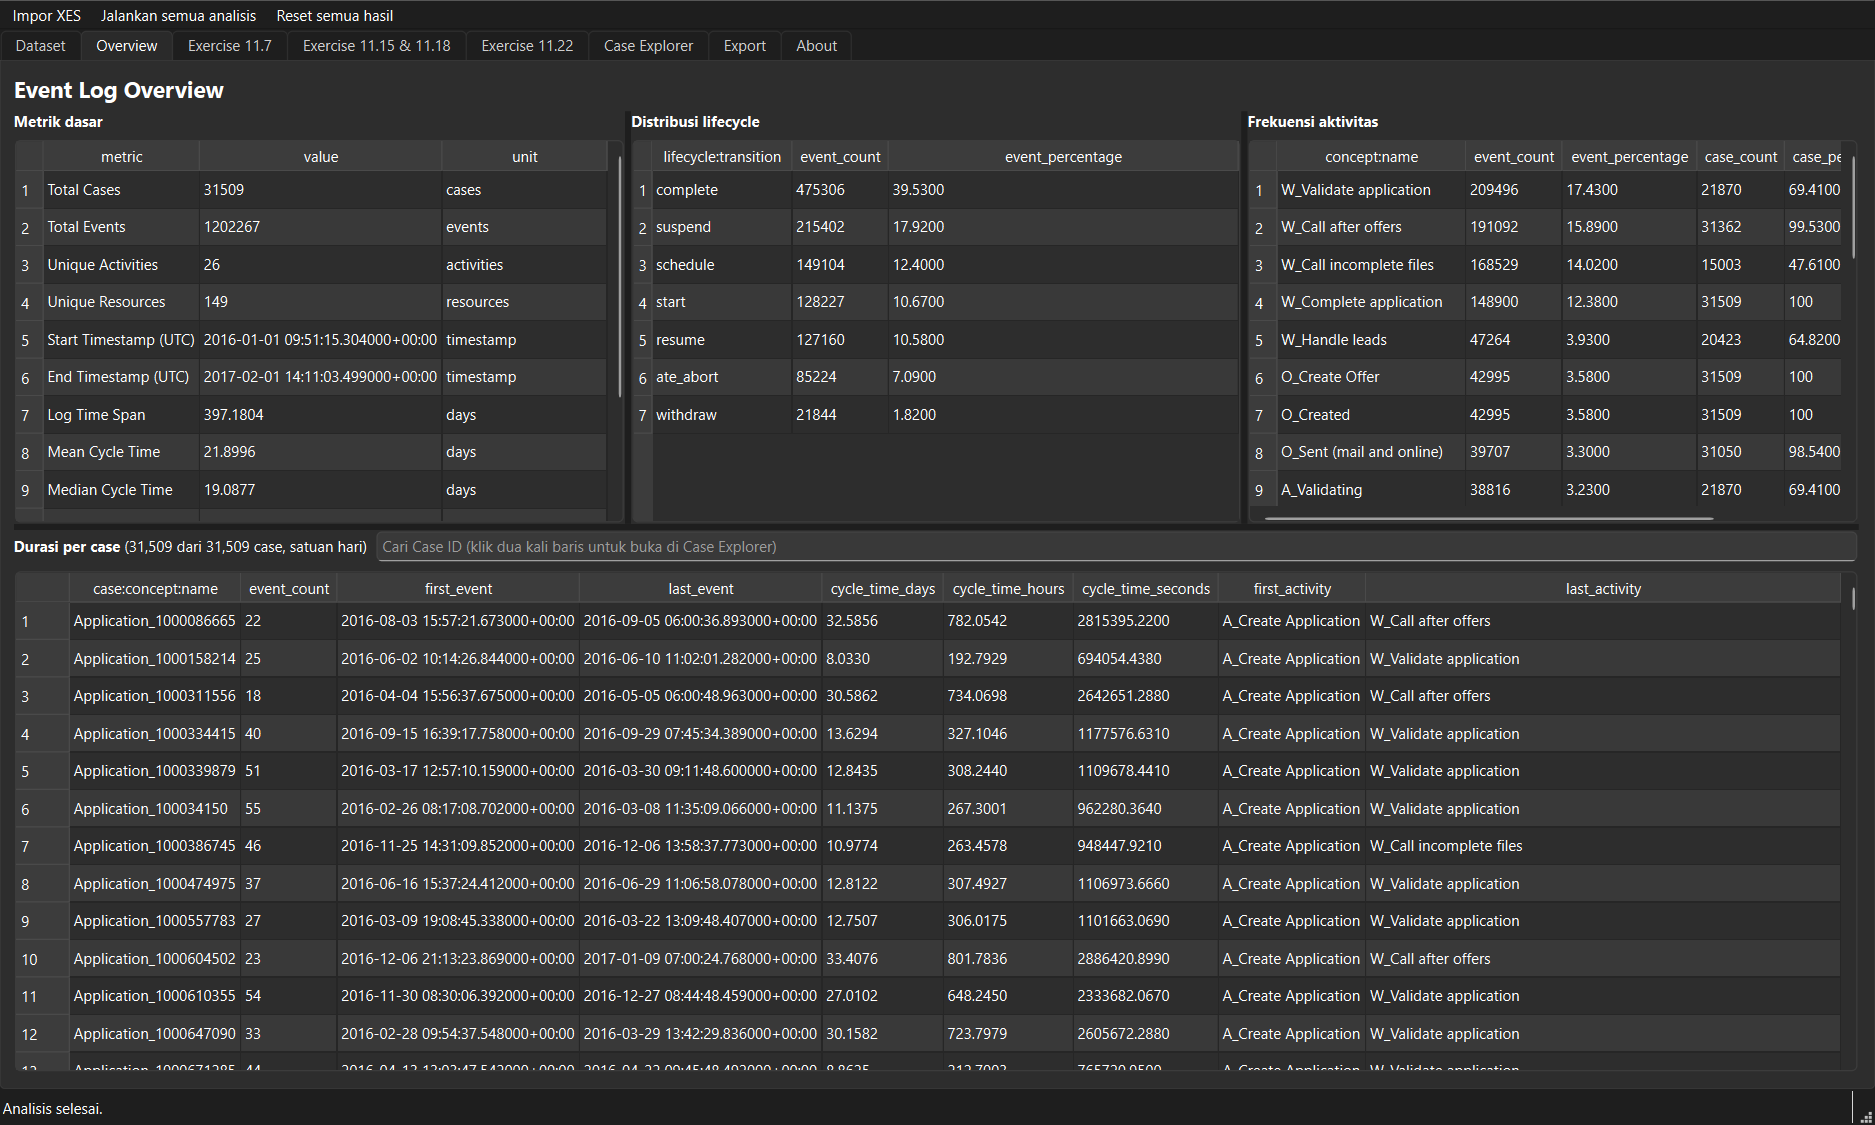 Impor XES Jalankan semua analisis Reset semua hasil
Dataset Overview Exercise 11.7 Exercise 11.15 & 11.18 Exercise 11.22 Case Explorer Export About
Event Log Overview
Metrik dasar
metric value unit
1 Total Cases 31509 cases
2 Total Events 1202267 events
3 Unique Activities 26 activities
4 Unique Resources 149 resources
5 Start Timestamp (UTC) 2016-01-01 09:51:15.304000+00:00 timestamp
6 End Timestamp (UTC) 2017-02-01 14:11:03.499000+00:00 timestamp
7 Log Time Span 397.1804 days
8 Mean Cycle Time 21.8996 days
9 Median Cycle Time 19.0877 days
Distribusi lifecycle
lifecycle:transition event_count event_percentage
1 complete 475306 39.5300
2 suspend 215402 17.9200
3 schedule 149104 12.4000
4 start 128227 10.6700
5 resume 127160 10.5800
6 ate_abort 85224 7.0900
7 withdraw 21844 1.8200
Frekuensi aktivitas
concept:name event_count event_percentage case_count case_pe
1 W_Validate application 209496 17.4300 21870 69.4100
2 W_Call after offers 191092 15.8900 31362 99.5300
3 W_Call incomplete files 168529 14.0200 15003 47.6100
4 W_Complete application 148900 12.3800 31509 100
5 W_Handle leads 47264 3.9300 20423 64.8200
6 O_Create Offer 42995 3.5800 31509 100
7 O_Created 42995 3.5800 31509 100
8 O_Sent (mail and online) 39707 3.3000 31050 98.5400
9 A_Validating 38816 3.2300 21870 69.4100
Durasi per case (31,509 dari 31,509 case, satuan hari) Cari Case ID (klik dua kali baris untuk buka di Case Explorer)
case:concept:name event_count first_event last_event cycle_time_days cycle_time_hours cycle_time_seconds first_activity last_activity
1 Application_1000086665 22 2016-08-03 15:57:21.673000+00:00 2016-09-05 06:00:36.893000+00:00 32.5856 782.0542 2815395.2200 A_Create Application W_Call after offers
2 Application_1000158214 25 2016-06-02 10:14:26.844000+00:00 2016-06-10 11:02:01.282000+00:00 8.0330 192.7929 694054.4380 A_Create Application W_Validate application
3 Application_1000311556 18 2016-04-04 15:56:37.675000+00:00 2016-05-05 06:00:48.963000+00:00 30.5862 734.0698 2642651.2880 A_Create Application W_Call after offers
4 Application_1000334415 40 2016-09-15 16:39:17.758000+00:00 2016-09-29 07:45:34.389000+00:00 13.6294 327.1046 1177576.6310 A_Create Application W_Validate application
5 Application_1000339879 51 2016-03-17 12:57:10.159000+00:00 2016-03-30 09:11:48.600000+00:00 12.8435 308.2440 1109678.4410 A_Create Application W_Validate application
6 Application_100034150 55 2016-02-26 08:17:08.702000+00:00 2016-03-08 11:35:09.066000+00:00 11.1375 267.3001 962280.3640 A_Create Application W_Validate application
7 Application_1000386745 46 2016-11-25 14:31:09.852000+00:00 2016-12-06 13:58:37.773000+00:00 10.9774 263.4578 948447.9210 A_Create Application W_Call incomplete files
8 Application_1000474975 37 2016-06-16 15:37:24.412000+00:00 2016-06-29 11:06:58.078000+00:00 12.8122 307.4927 1106973.6660 A_Create Application W_Validate application
9 Application_1000557783 27 2016-03-09 19:08:45.338000+00:00 2016-03-22 13:09:48.407000+00:00 12.7507 306.0175 1101663.0690 A_Create Application W_Validate application
10 Application_1000604502 23 2016-12-06 21:13:23.869000+00:00 2017-01-09 07:00:24.768000+00:00 33.4076 801.7836 2886420.8990 A_Create Application W_Call after offers
11 Application_1000610355 54 2016-11-30 08:30:06.392000+00:00 2016-12-27 08:44:48.459000+00:00 27.0102 648.2450 2333682.0670 A_Create Application W_Validate application
12 Application_1000647090 33 2016-02-28 09:54:37.548000+00:00 2016-03-29 13:42:29.836000+00:00 30.1582 723.7979 2605672.2880 A_Create Application W_Validate application
Analisis selesai.